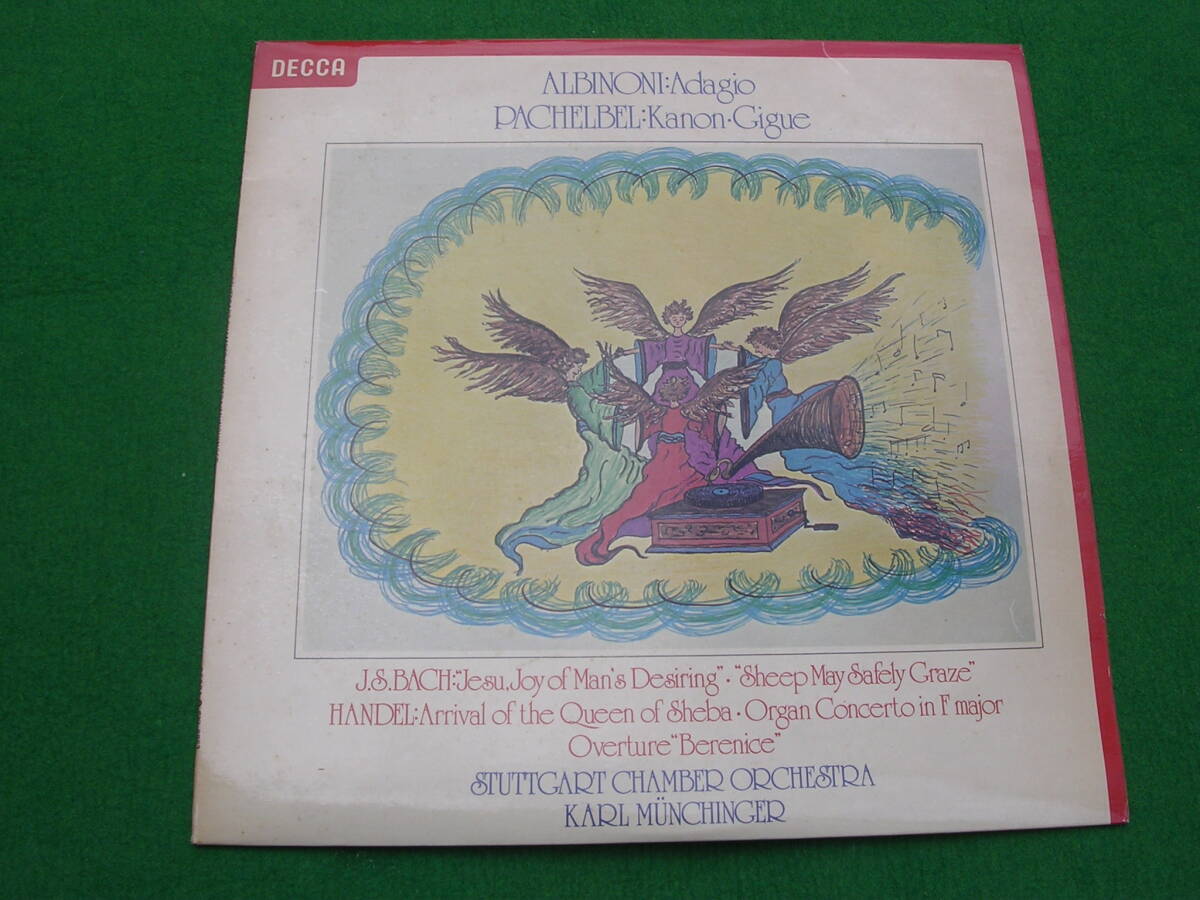 DECCA
ALBINONI:Adagio
PACHELBEL:Kanon·Gigue
J.S.BACH:"Jesu, Joy of Man's Desiring"·"Sheep May Safely Graze"
HANDEL:Arrival of the Queen of Sheba·Organ Concerto in F major
Overture "Berenice"
STUTTGART CHAMBER ORCHESTRA
KARL MÜNCHINGER